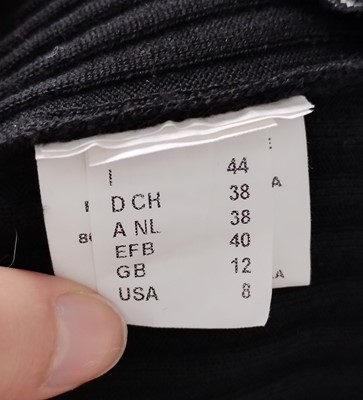 I 44
D CH 38
A NL 38
EFB 40
GB 12
USA 8